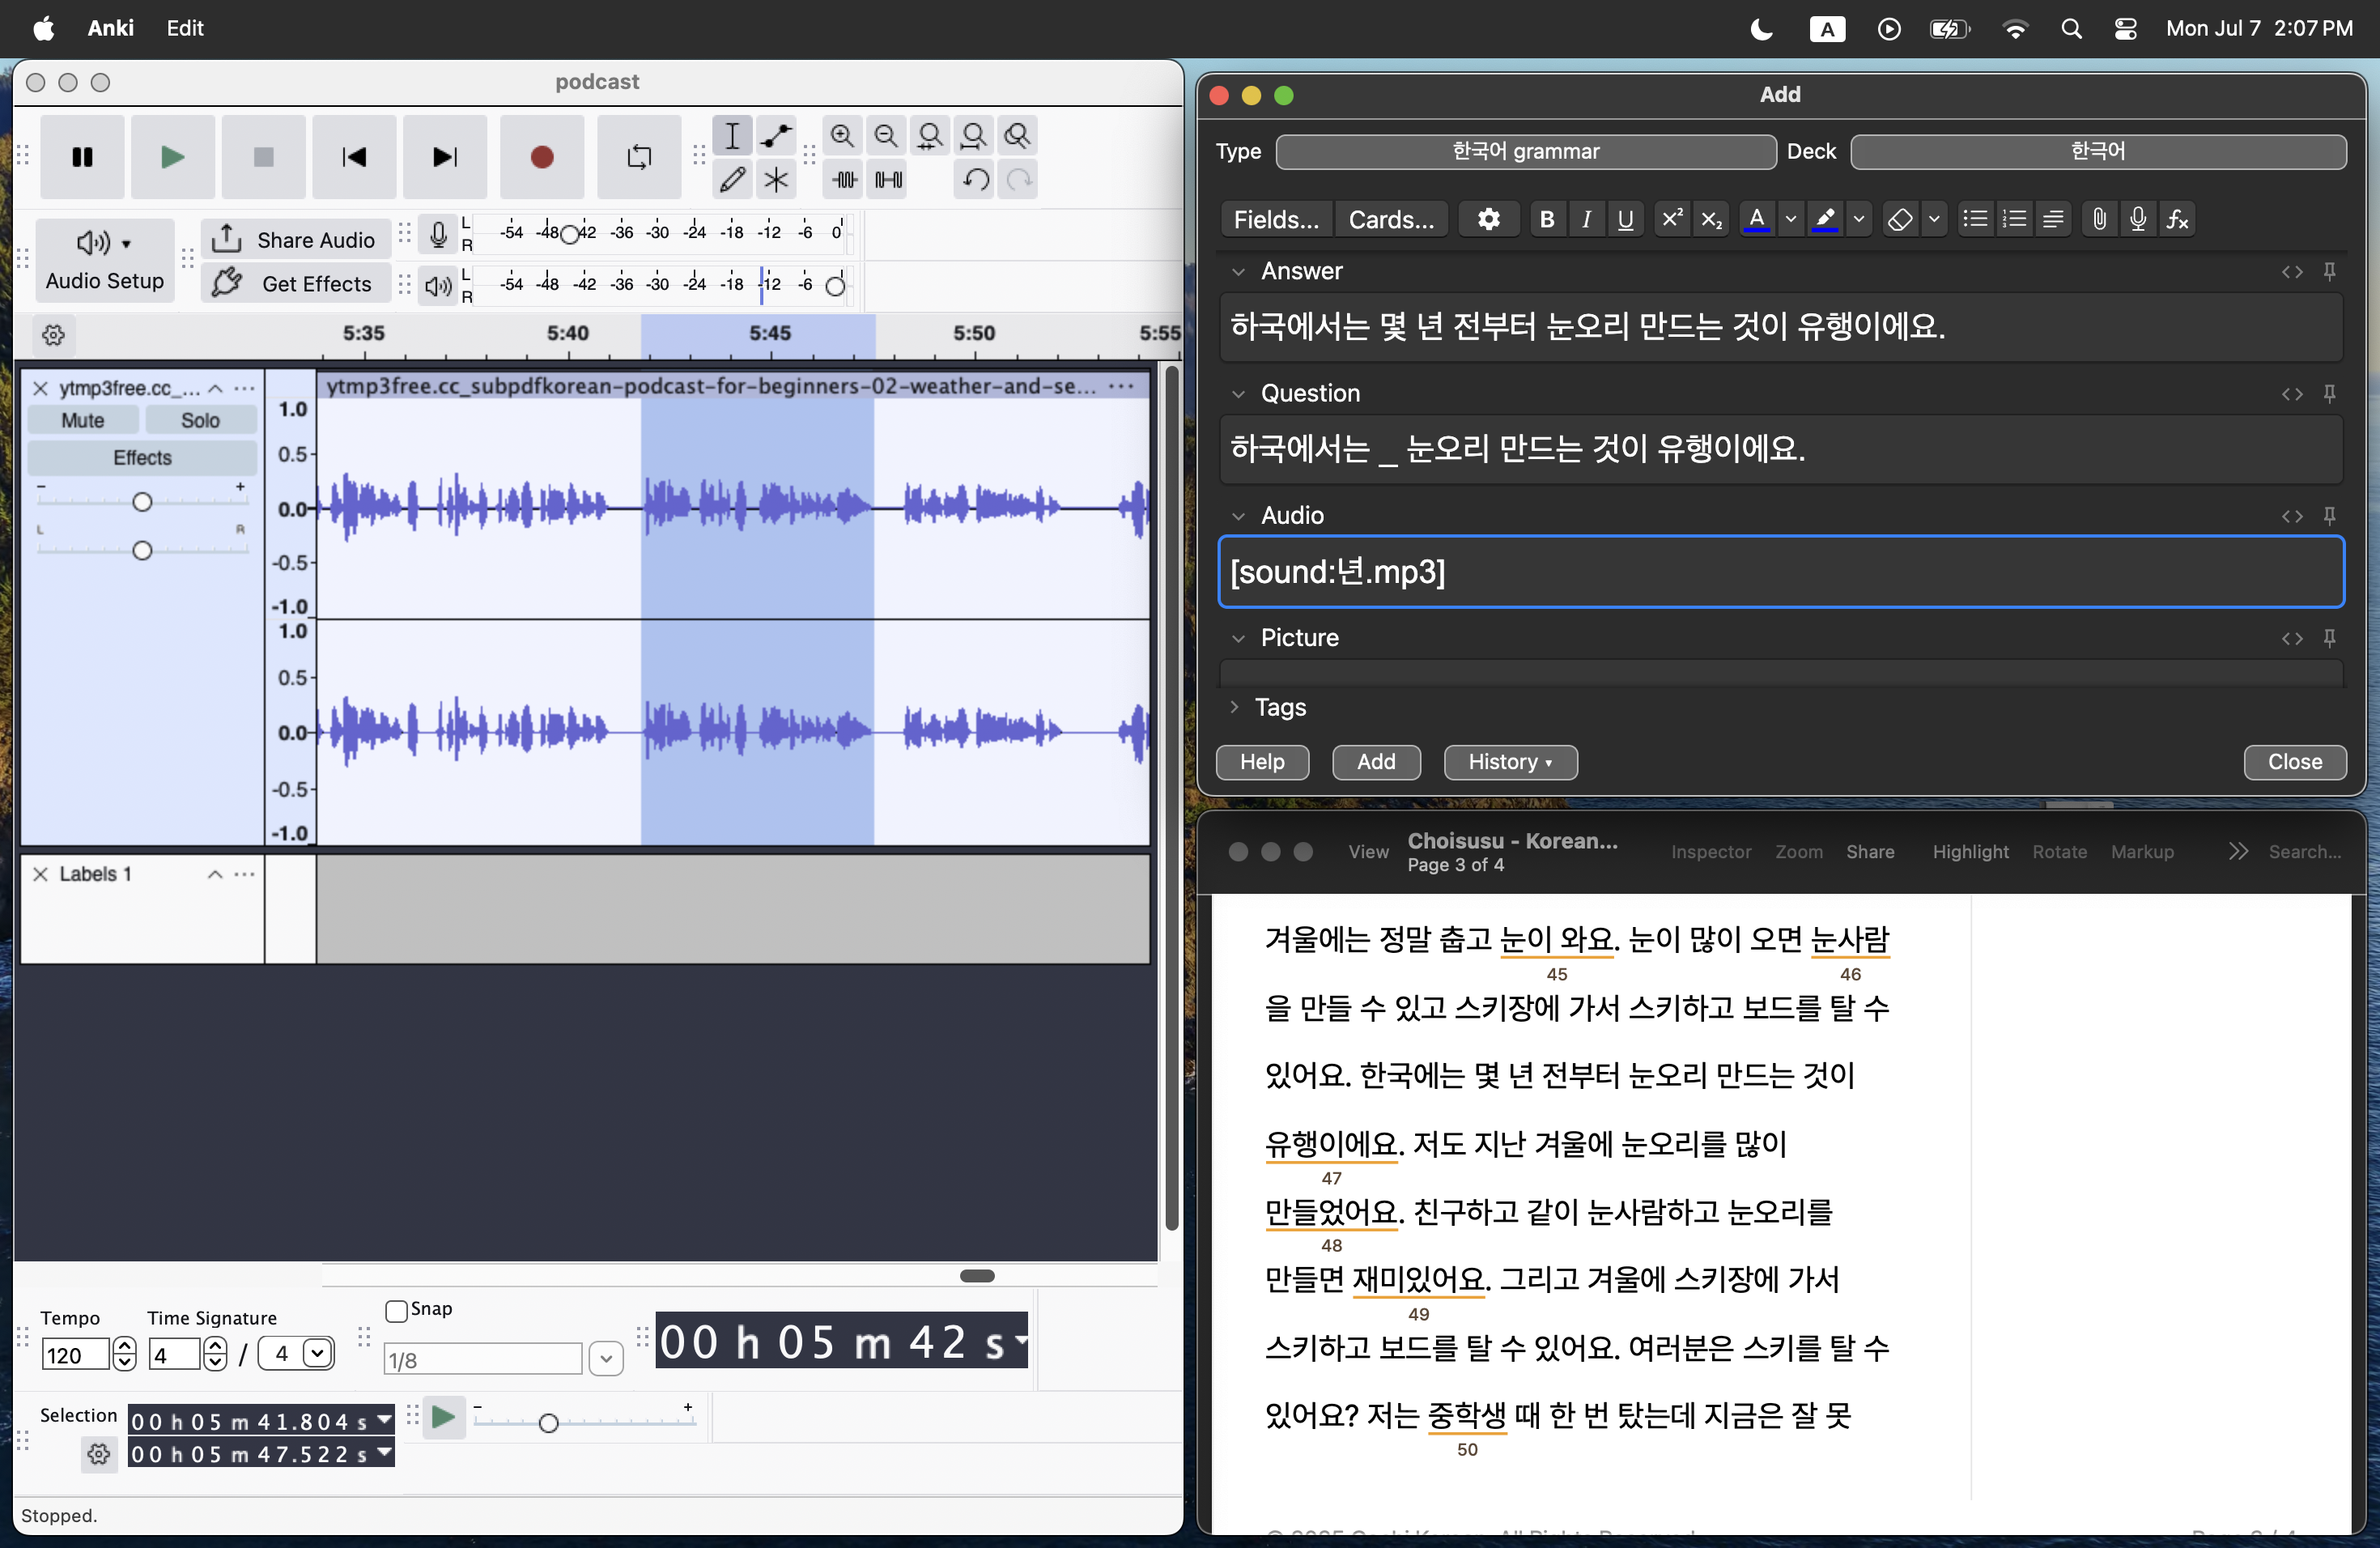 Anki Edit
A
Mon Jul 7 2:07 PM
podcast
Audio Setup
Share Audio
Get Effects
L
R
-54 -48 -42 -36 -30 -24 -18 -12 -6 0
L
R
-54 -48 -42 -36 -30 -24 -18 -12 -6 0
5:35 5:40 5:45 5:50 5:55
ytmp3free.cc_...
Mute Solo
Effects
- +
L R
ytmp3free.cc_subpdfkorean-podcast-for-beginners-02-weather-and-se...
1.0
0.5
0.0
-0.5
-1.0
1.0
0.5
0.0
-0.5
-1.0
Labels 1
Tempo
120
Time Signature
4 / 4
Snap
1/8
00 h 05 m 42 s
Selection
00 h 05 m 41.804 s
00 h 05 m 47.522 s
- +
Stopped.
Add
Type 한국어 grammar Deck 한국어
Fields... Cards... B I U X² X₂ A fx
Answer
하국에서는 몇 년 전부터 눈오리 만드는 것이 유행이에요.
Question
하국에서는 _ 눈오리 만드는 것이 유행이에요.
Audio
[sound:년.mp3]
Picture
Tags
Help Add History Close
View Choisusu - Korean... Inspector Zoom Share Highlight Rotate Markup Search...
Page 3 of 4
겨울에는 정말 춥고 눈이 와요. 눈이 많이 오면 눈사람
45 46
을 만들 수 있고 스키장에 가서 스키하고 보드를 탈 수
있어요. 한국에는 몇 년 전부터 눈오리 만드는 것이
유행이에요. 저도 지난 겨울에 눈오리를 많이
47
만들었어요. 친구하고 같이 눈사람하고 눈오리를
48
만들면 재미있어요. 그리고 겨울에 스키장에 가서
49
스키하고 보드를 탈 수 있어요. 여러분은 스키를 탈 수
있어요? 저는 중학생 때 한 번 탔는데 지금은 잘 못
50